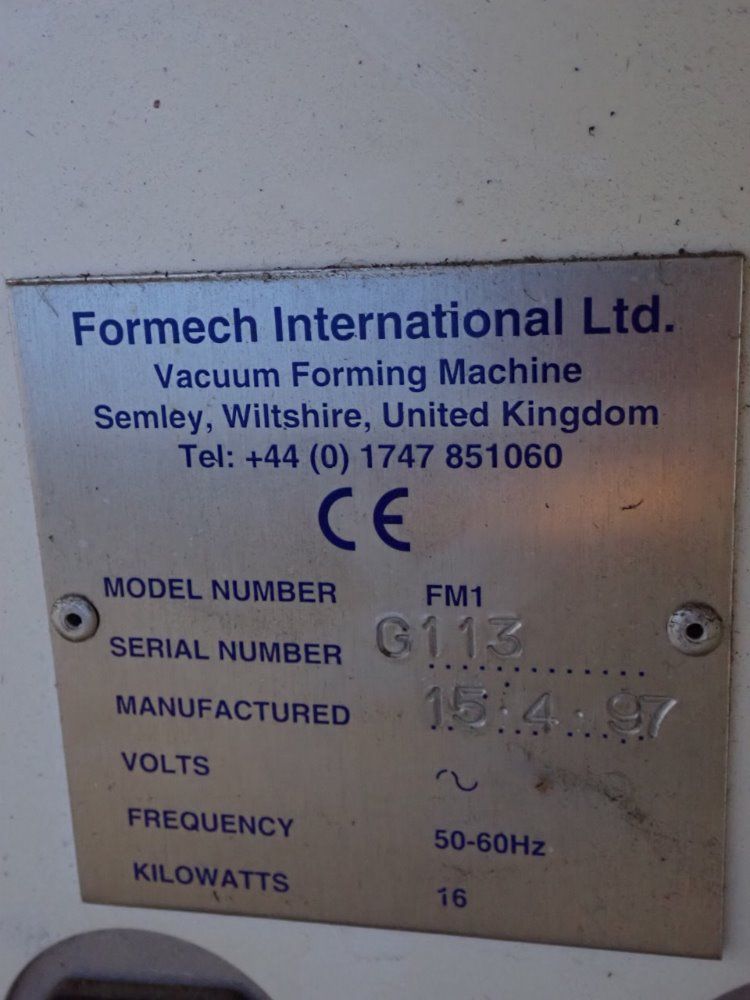 Formech International Ltd.
Vacuum Forming Machine
Semley, Wiltshire, United Kingdom
Tel: +44 (0) 1747 851060
CE
MODEL NUMBER FM1
SERIAL NUMBER G113
MANUFACTURED 15.4.97
VOLTS ~
FREQUENCY 50-60Hz
KILOWATTS 16